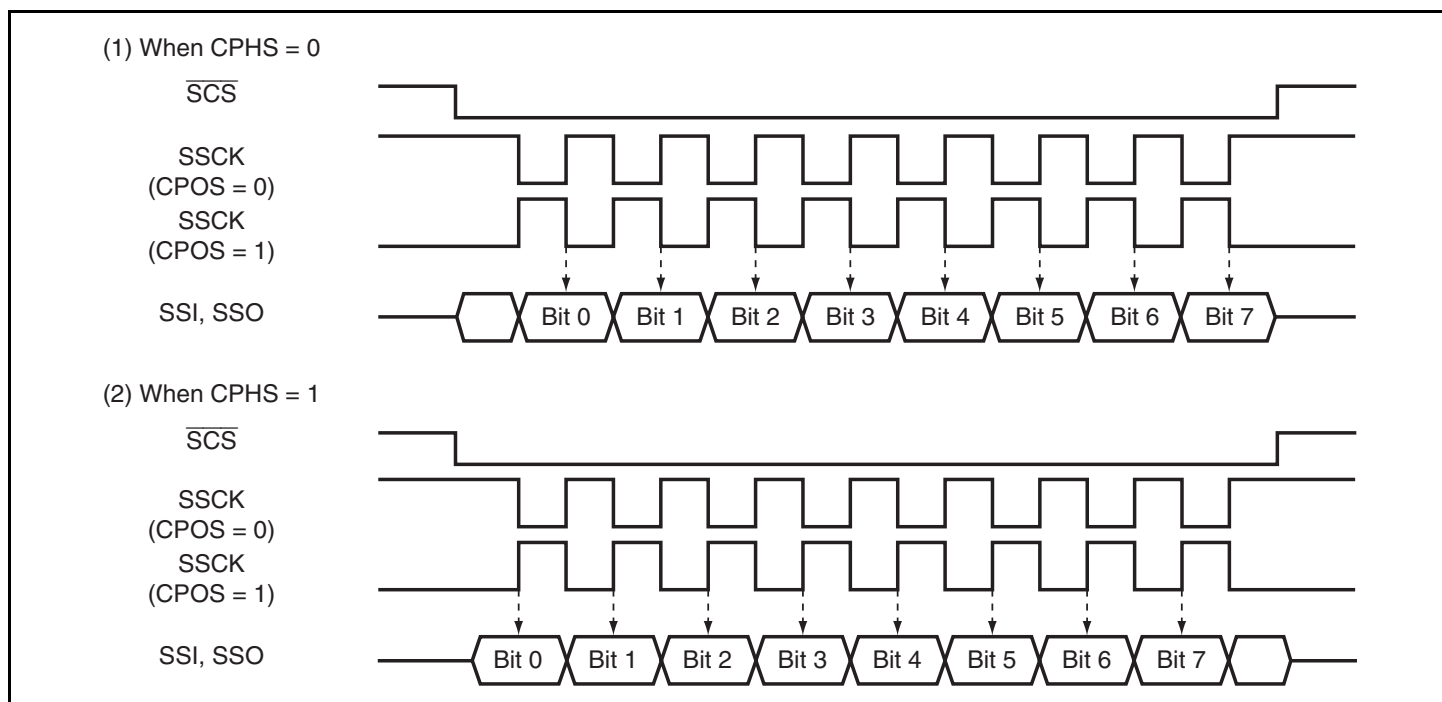 (1) When CPHS = 0
SCS
SSCK
(CPOS = 0)
SSCK
(CPOS = 1)
SSI, SSO
Bit 0 Bit 1 Bit 2 Bit 3 Bit 4 Bit 5 Bit 6 Bit 7
(2) When CPHS = 1
SCS
SSCK
(CPOS = 0)
SSCK
(CPOS = 1)
SSI, SSO
Bit 0 Bit 1 Bit 2 Bit 3 Bit 4 Bit 5 Bit 6 Bit 7